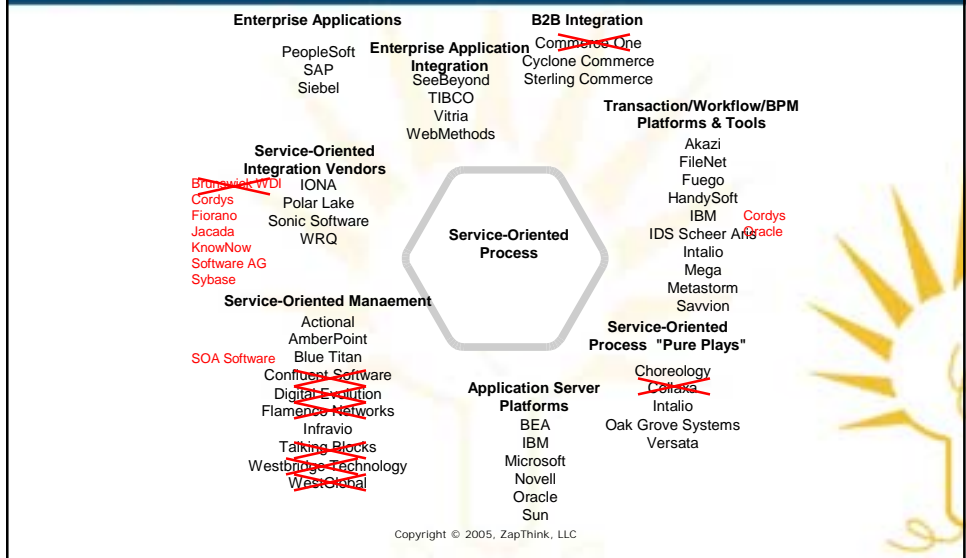 Enterprise Applications
PeopleSoft
SAP
Siebel
Enterprise Application
Integration
SeeBeyond
TIBCO
Vitria
WebMethods
B2B Integration
Commerce One
Cyclone Commerce
Sterling Commerce
Transaction/Workflow/BPM
Platforms & Tools
Akazi
FileNet
Fuego
HandySoft
IBM
IDS Scheer Aris
Intalio
Mega
Metastorm
Savvion
Cordys
Oracle
Service-Oriented
Integration Vendors
IONA
Polar Lake
Sonic Software
WRQ
Brunswick WDI
Cordys
Fiorano
Jacada
KnowNow
Software AG
Sybase
Service-Oriented
Process
Service-Oriented Manaement
Actional
AmberPoint
Blue Titan
Confluent Software
Digital Evolution
Flamenco Networks
Infravio
Talking Blocks
Westbridge Technology
WestGlobal
SOA Software
Application Server
Platforms
BEA
IBM
Microsoft
Novell
Oracle
Sun
Service-Oriented
Process "Pure Plays"
Choreology
Collaxa
Intalio
Oak Grove Systems
Versata
Copyright © 2005, ZapThink, LLC